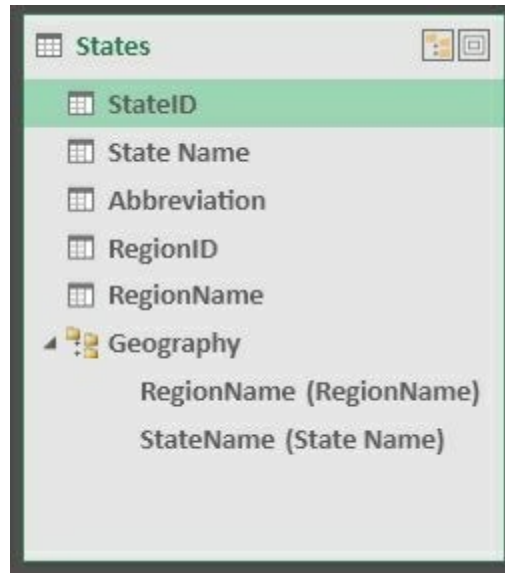 States
StateID
State Name
Abbreviation
RegionID
RegionName
Geography
RegionName (RegionName)
StateName (State Name)